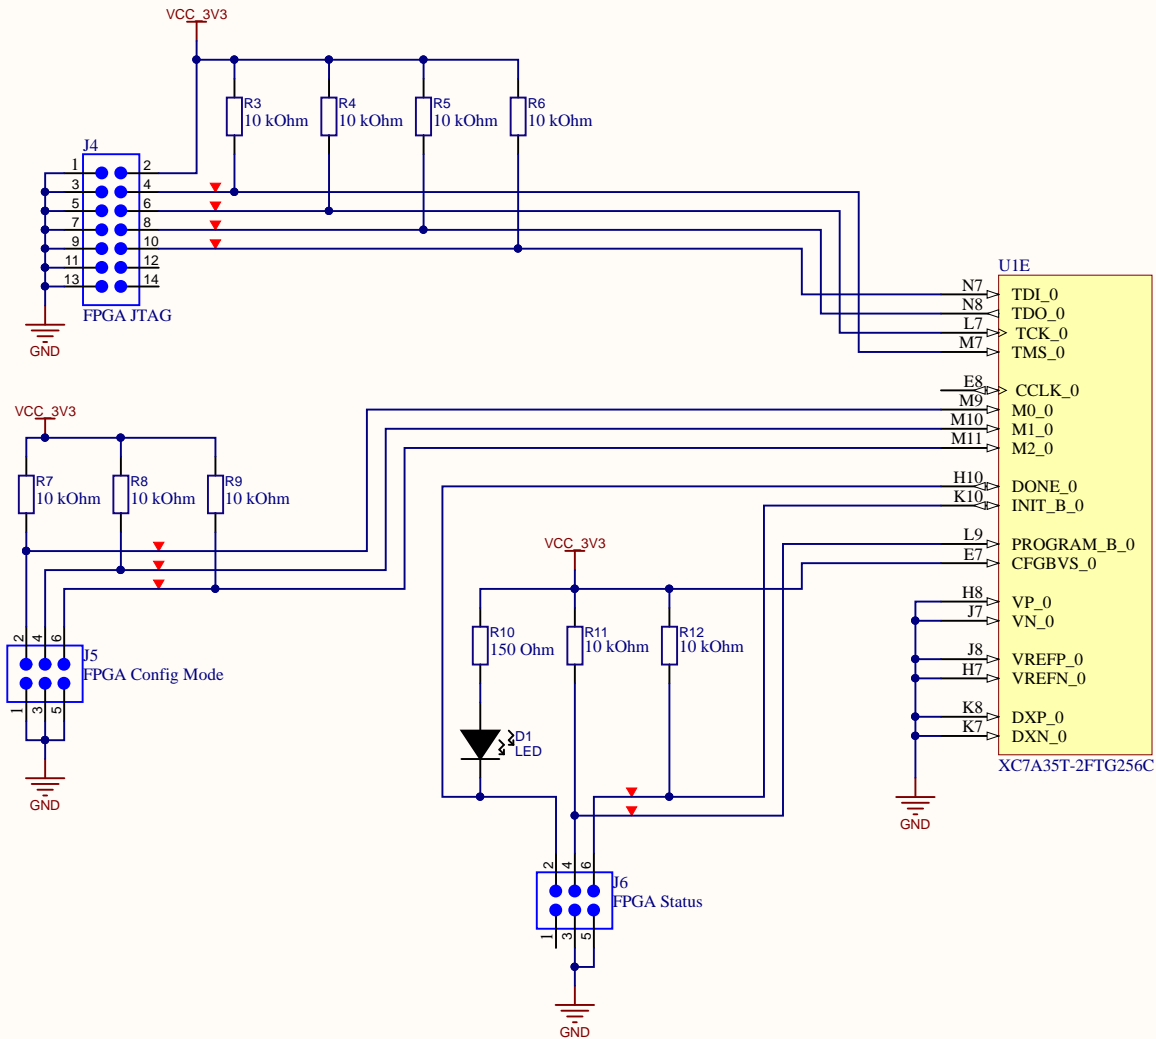 VCC_3V3
R3
10 kOhm
R4
10 kOhm
R5
10 kOhm
R6
10 kOhm
J4
1
2
3
4
5
6
7
8
9
10
11
12
13
14
FPGA JTAG
GND
U1E
N7
TDI_0
N8
TDO_0
L7
TCK_0
M7
TMS_0
E8
CCLK_0
M9
M0_0
M10
M1_0
M11
M2_0
H10
DONE_0
K10
INIT_B_0
L9
PROGRAM_B_0
E7
CFGBVS_0
H8
VP_0
J7
VN_0
J8
VREFP_0
H7
VREFN_0
K8
DXP_0
K7
DXN_0
XC7A35T-2FTG256C
GND
VCC_3V3
R7
10 kOhm
R8
10 kOhm
R9
10 kOhm
2
4
6
J5
FPGA Config Mode
1
3
5
GND
VCC_3V3
R10
150 Ohm
R11
10 kOhm
R12
10 kOhm
D1
LED
2
4
6
J6
FPGA Status
1
3
5
GND